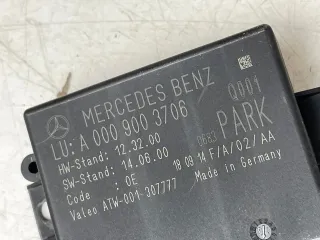 MERCEDES BENZ Q001
LU: A 000 900 3706 PARK
HW-Stand: 12.32.00 0683
SW-Stand: 14.06.00 18 09 14 F/A/02/AA
Code : 0E Made in Germany
Valeo ATW-001-307777